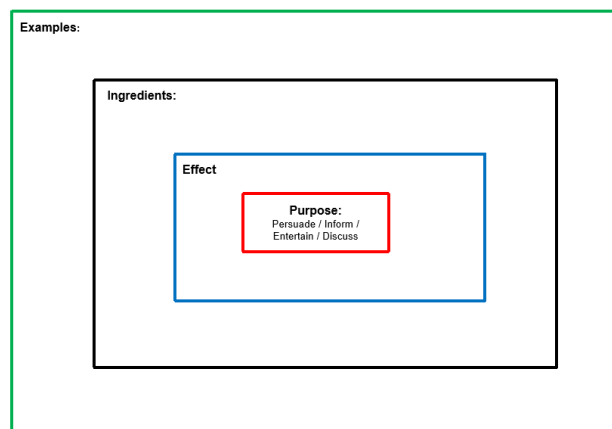 Examples:
Ingredients:
Effect
Purpose:
Persuade / Inform /
Entertain / Discuss